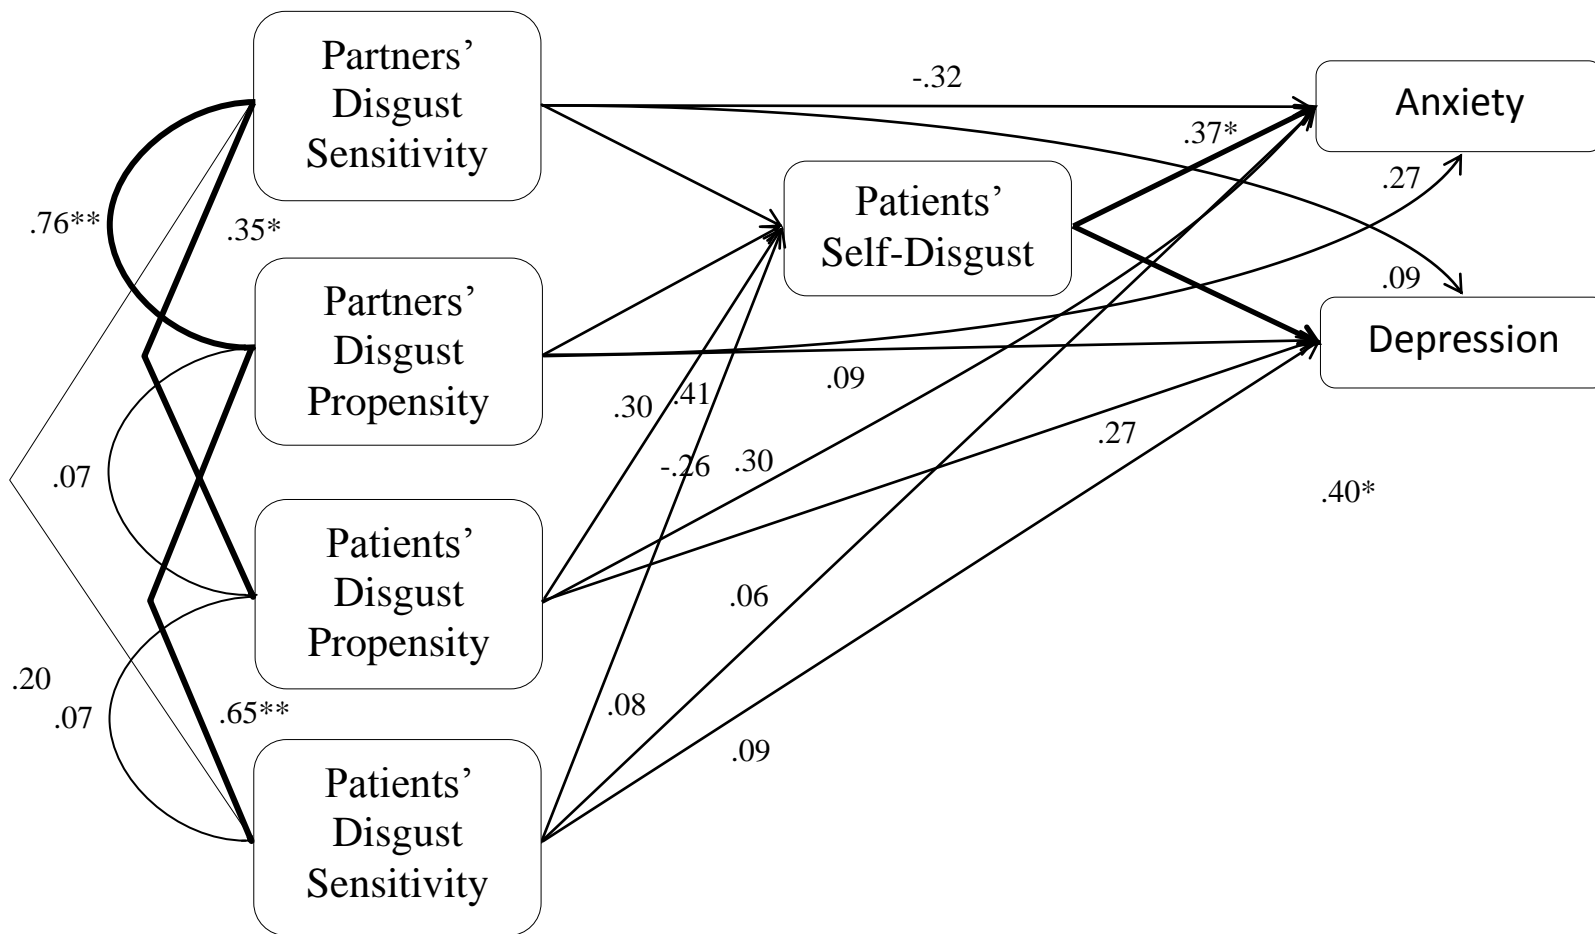 Partners’
Disgust
Sensitivity
-.32
Anxiety
.37*
.27
Patients’
Self-Disgust
.76**
.35*
Partners’
Disgust
Propensity
.09
Depression
.09
.30
.41
.27
-.26
.30
.40*
.07
Patients’
Disgust
Propensity
.06
.20
.07
.65**
.08
.09
Patients’
Disgust
Sensitivity